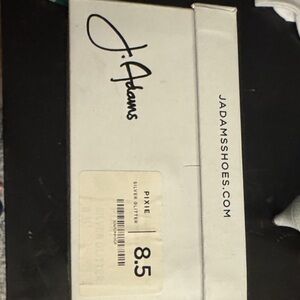 J. Adams
JADAMSSHOES.COM
PIXIE
SILVER GLITTER
8.5